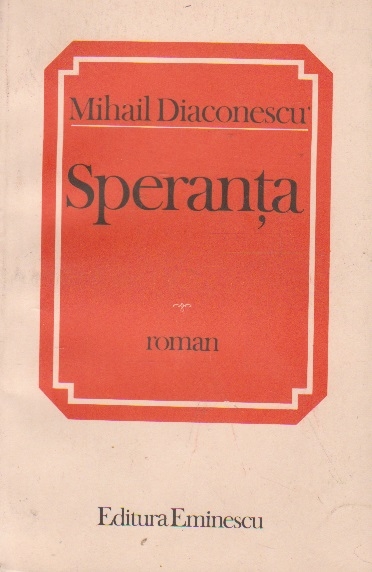 Mihail Diaconescu
Speranța
roman
Editura Eminescu